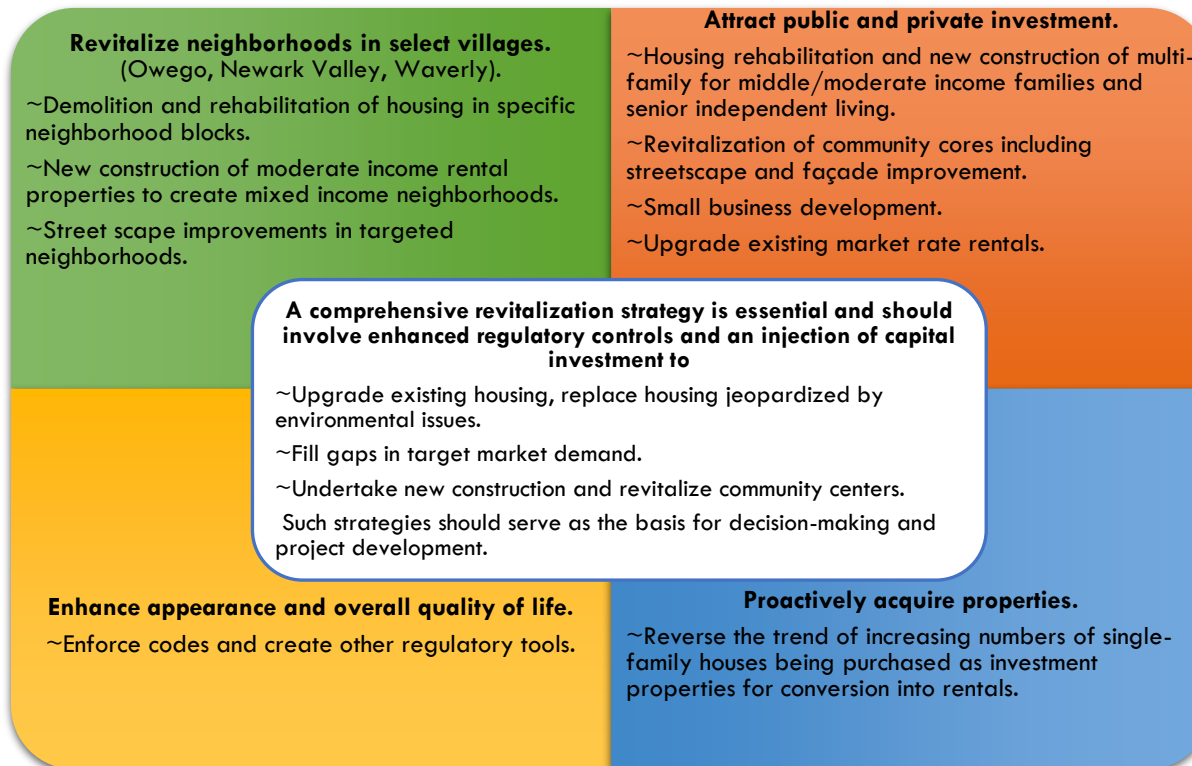 Revitalize neighborhoods in select villages.
(Owego, Newark Valley, Waverly).
~Demolition and rehabilitation of housing in specific
neighborhood blocks.
~New construction of moderate income rental
properties to create mixed income neighborhoods.
~Street scape improvements in targeted
neighborhoods.
Attract public and private investment.
~Housing rehabilitation and new construction of multi-
family for middle/moderate income families and
senior independent living.
~Revitalization of community cores including
streetscape and façade improvement.
~Small business development.
~Upgrade existing market rate rentals.
A comprehensive revitalization strategy is essential and should
involve enhanced regulatory controls and an injection of capital
investment to
~Upgrade existing housing, replace housing jeopardized by
environmental issues.
~Fill gaps in target market demand.
~Undertake new construction and revitalize community centers.
Such strategies should serve as the basis for decision-making and
project development.
Enhance appearance and overall quality of life.
~Enforce codes and create other regulatory tools.
Proactively acquire properties.
~Reverse the trend of increasing numbers of single-
family houses being purchased as investment
properties for conversion into rentals.